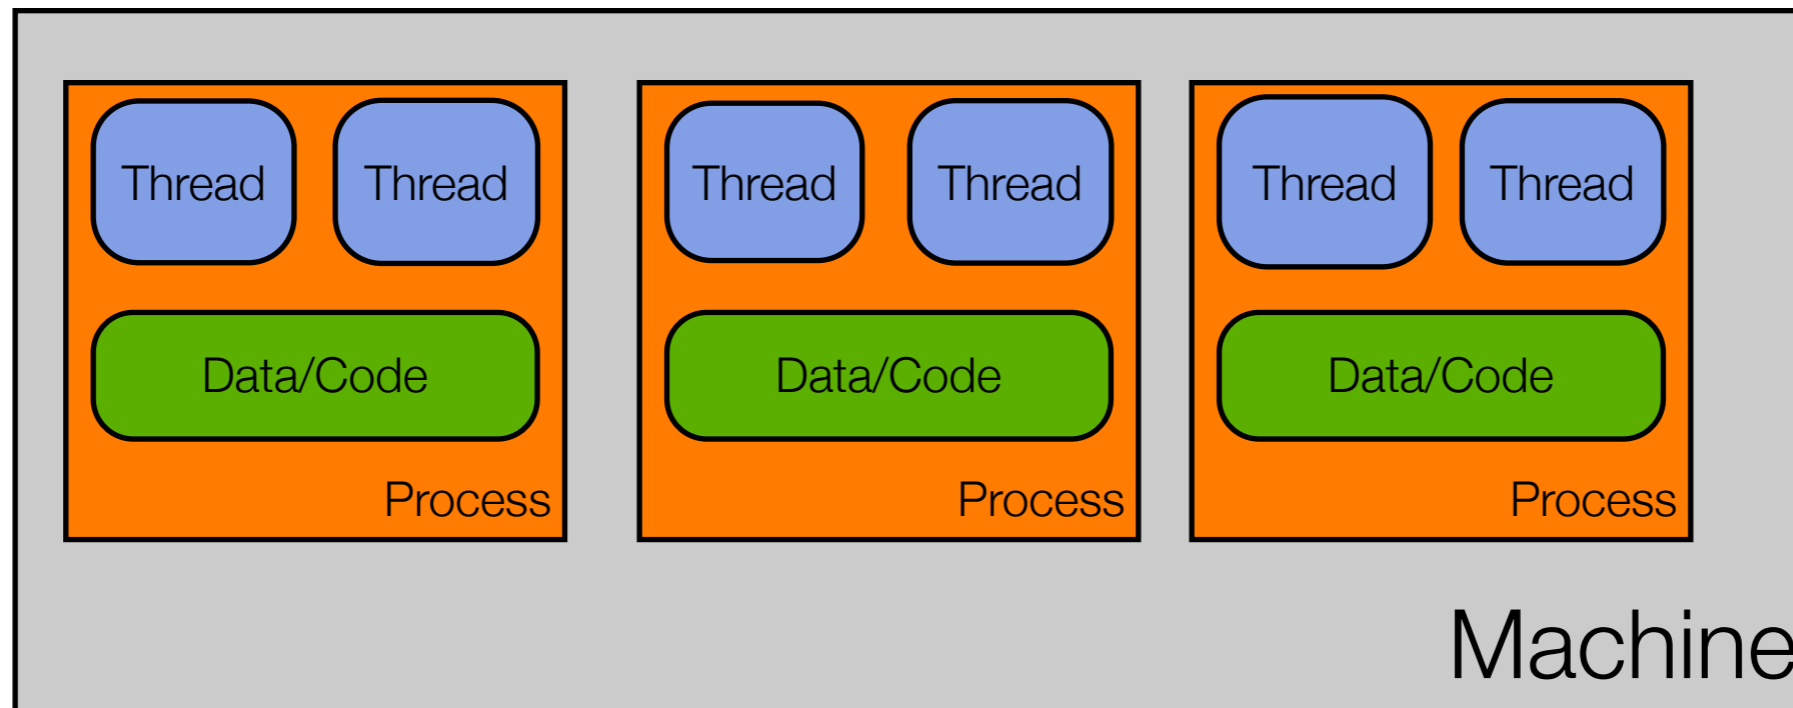 Thread Thread Thread Thread Thread Thread
Data/Code Data/Code Data/Code
Process Process Process
Machine